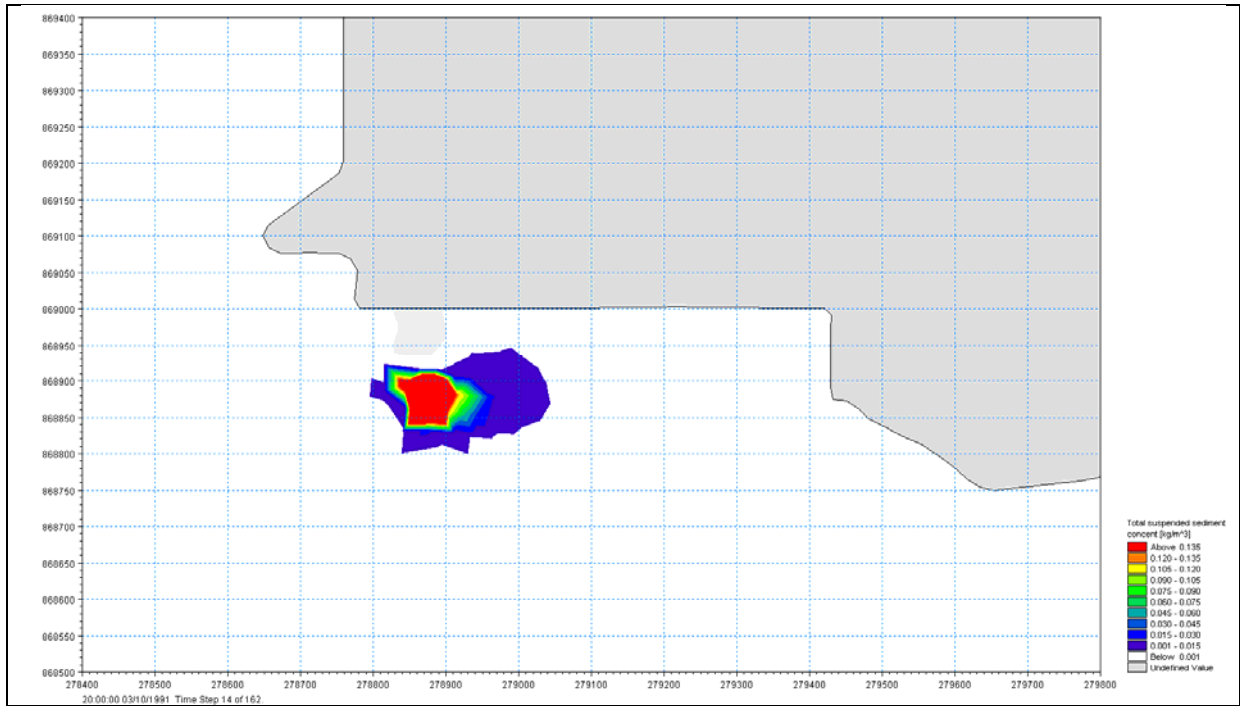 869400
869350
869300
869250
869200
869150
869100
869050
869000
868950
868900
868850
868800
868750
868700
868650
868600
868550
868500
278400 278500 278600 278700 278800 278900 279000 279100 279200 279300 279400 279500 279600 279700 279800
20:00:00 03/10/1991 Time Step 14 of 162.
Total suspended sediment
concent [kg/m^3]
Above 0.135
0.120 - 0.135
0.105 - 0.120
0.090 - 0.105
0.075 - 0.090
0.060 - 0.075
0.045 - 0.060
0.030 - 0.045
0.015 - 0.030
0.001 - 0.015
Below 0.001
Undefined Value